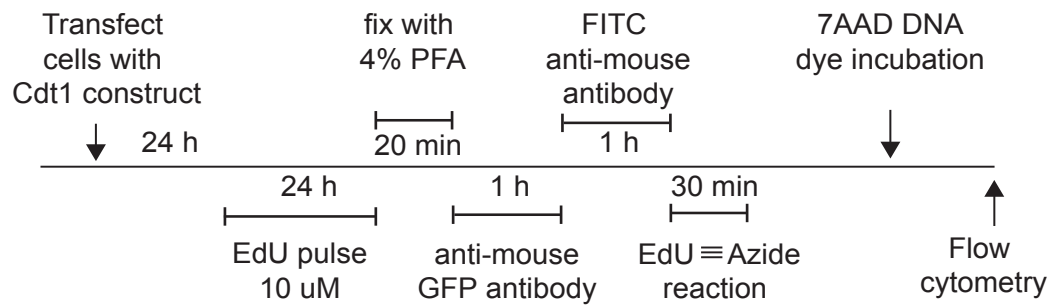 Transfect
cells with
Cdt1 construct
fix with
4% PFA
FITC
anti-mouse
antibody
7AAD DNA
dye incubation
24 h
20 min
1 h
24 h
1 h
30 min
EdU pulse
10 uM
anti-mouse
GFP antibody
EdU≡Azide
reaction
Flow
cytometry